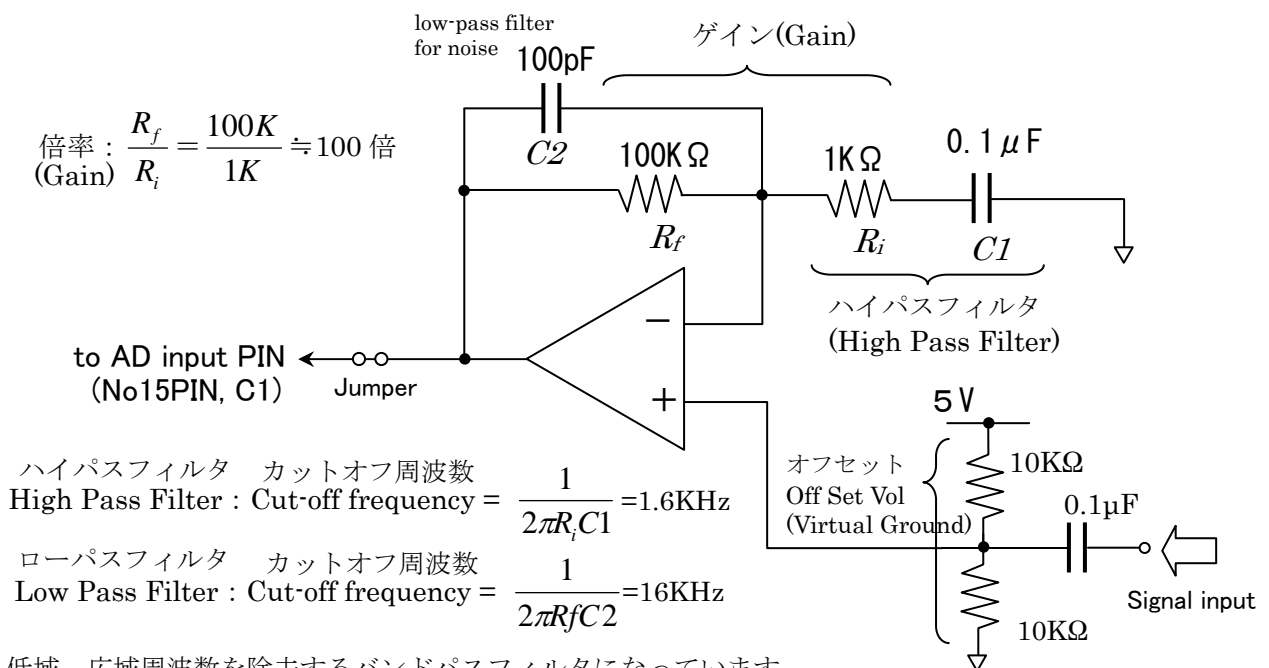 low-pass filter
for noise
100pF
C2
ゲイン(Gain)
倍率 : R_f / R_i = 100K / 1K ≒100 倍
(Gain)
100KΩ
R_f
1KΩ
R_i
0.1μF
C1
ハイパスフィルタ
(High Pass Filter)
−
+
to AD input PIN
(No15PIN, C1)
Jumper
5V
オフセット
Off Set Vol
(Virtual Ground)
10KΩ
0.1μF
10KΩ
Signal input
ハイパスフィルタ カットオフ周波数
High Pass Filter : Cut-off frequency = 1 / 2πR_iC1 =1.6KHz
ローパスフィルタ カットオフ周波数
Low Pass Filter : Cut-off frequency = 1 / 2πRfC2 =16KHz
低域、広域周波数を除去するバンドパスフィルタになっています